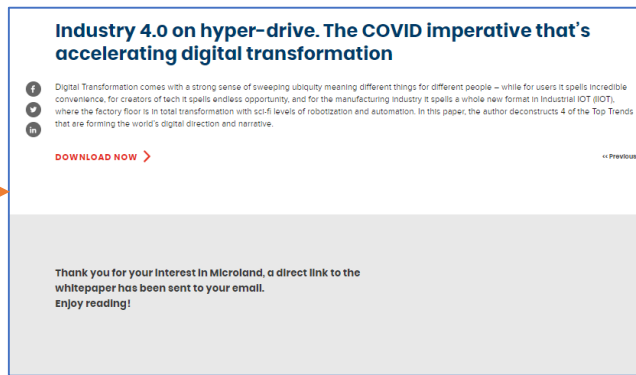 Industry 4.0 on hyper-drive. The COVID imperative that's
accelerating digital transformation
Digital Transformation comes with a strong sense of sweeping ubiquity meaning different things for different people – while for users it spells incredible
convenience, for creators of tech it spells endless opportunity, and for the manufacturing industry it spells a whole new format in Industrial IOT (IIOT),
where the factory floor is in total transformation with sci-fi levels of robotization and automation. In this paper, the author deconstructs 4 of the Top Trends
that are forming the world's digital direction and narrative.
DOWNLOAD NOW
<< Previous
Thank you for your interest in Microland, a direct link to the
whitepaper has been sent to your email.
Enjoy reading!